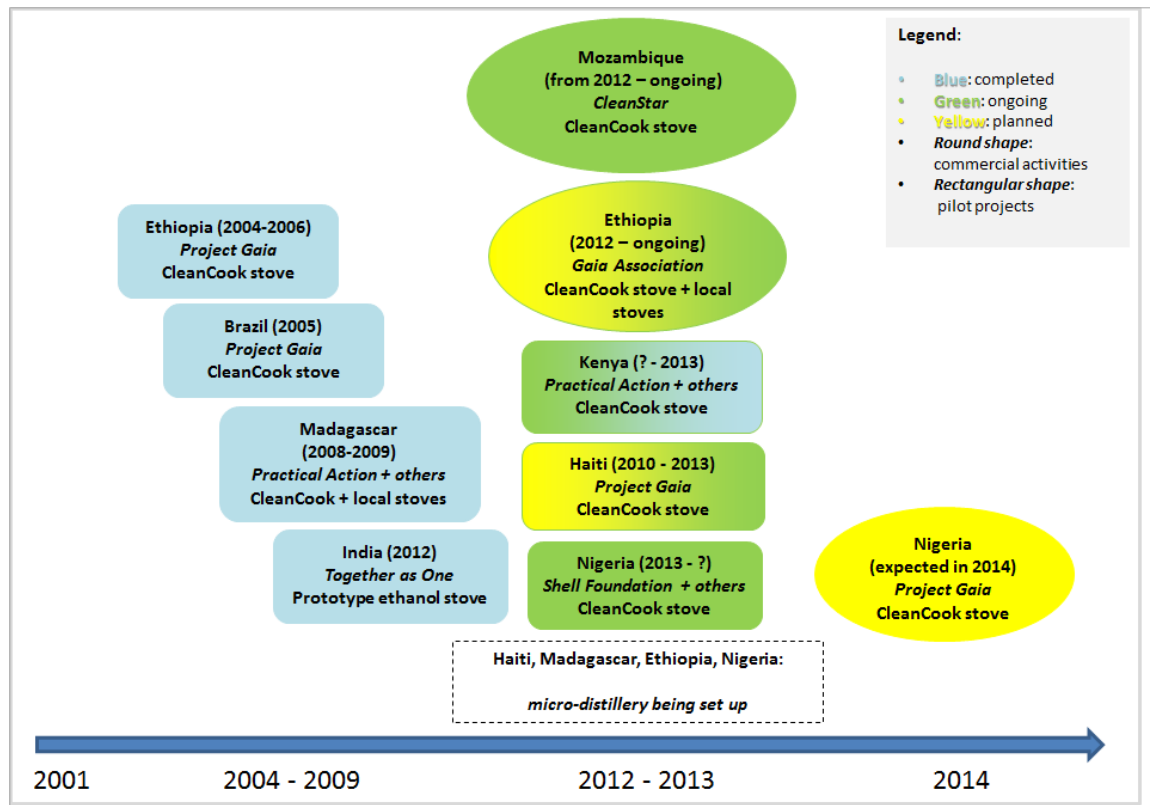 Mozambique
(from 2012 – ongoing)
CleanStar
CleanCook stove
Legend:
• Blue: completed
• Green: ongoing
• Yellow: planned
• Round shape:
commercial activities
• Rectangular shape:
pilot projects
Ethiopia (2004-2006)
Project Gaia
CleanCook stove
Ethiopia
(2012 – ongoing)
Gaia Association
CleanCook stove + local
stoves
Brazil (2005)
Project Gaia
CleanCook stove
Kenya (? - 2013)
Practical Action + others
CleanCook stove
Madagascar
(2008-2009)
Practical Action + others
CleanCook + local stoves
Haiti (2010 - 2013)
Project Gaia
CleanCook stove
India (2012)
Together as One
Prototype ethanol stove
Nigeria (2013 - ?)
Shell Foundation + others
CleanCook stove
Nigeria
(expected in 2014)
Project Gaia
CleanCook stove
Haiti, Madagascar, Ethiopia, Nigeria:
micro-distillery being set up
2001
2004 - 2009
2012 - 2013
2014